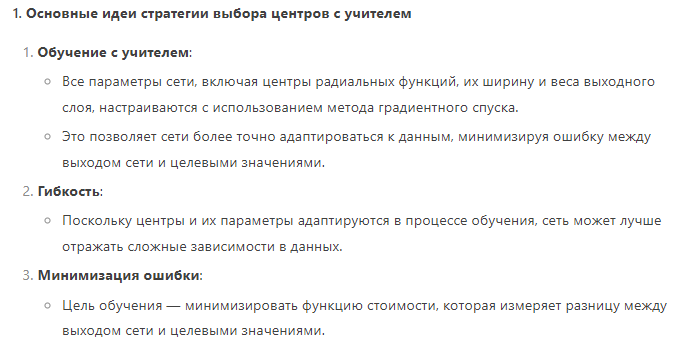 1. Основные идеи стратегии выбора центров с учителем
1. Обучение с учителем:
Все параметры сети, включая центры радиальных функций, их ширину и веса выходного
слоя, настраиваются с использованием метода градиентного спуска.
Это позволяет сети более точно адаптироваться к данным, минимизируя ошибку между
выходом сети и целевыми значениями.
2. Гибкость:
Поскольку центры и их параметры адаптируются в процессе обучения, сеть может лучше
отражать сложные зависимости в данных.
3. Минимизация ошибки:
Цель обучения — минимизировать функцию стоимости, которая измеряет разницу между
выходом сети и целевыми значениями.